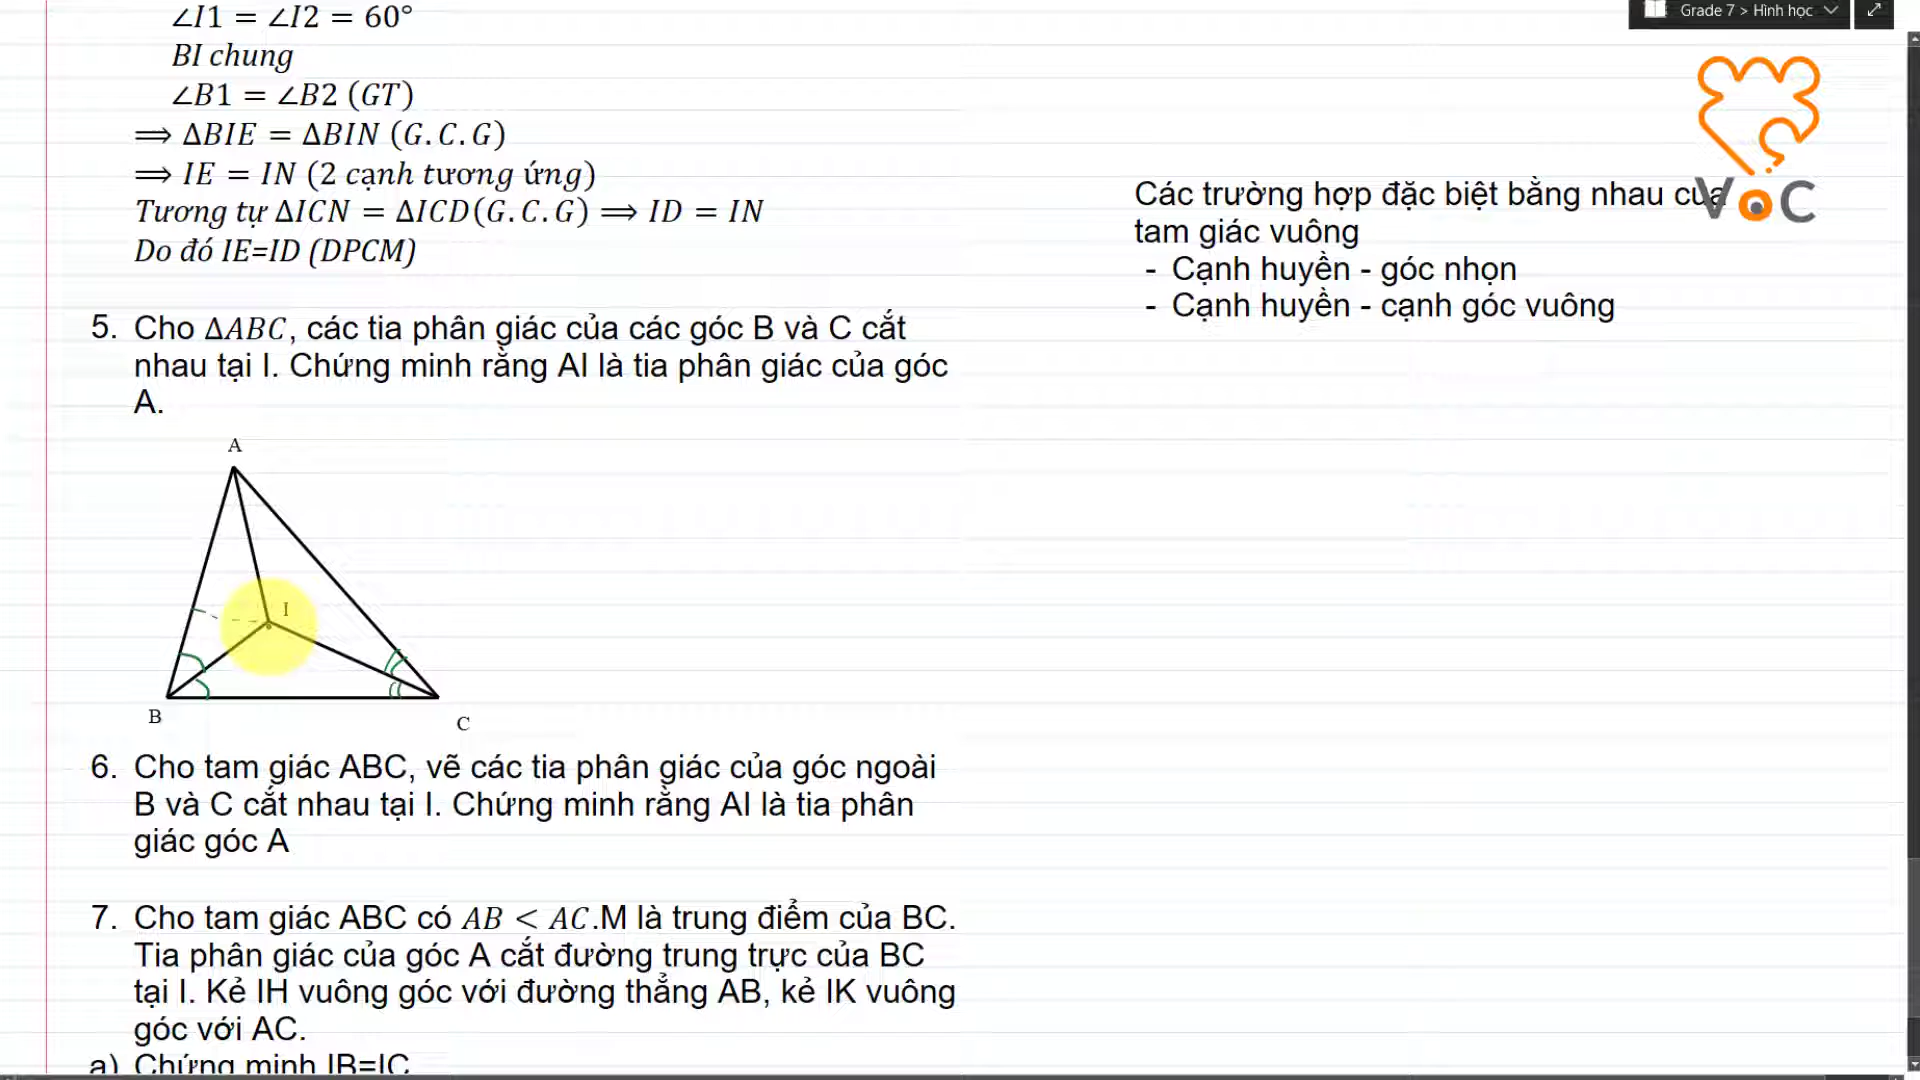 ∠I1 = ∠I2 = 60°
BI chung
∠B1 = ∠B2 (GT)
⟹ ΔBIE = ΔBIN (G.C.G)
⟹ IE = IN (2 cạnh tương ứng)
Tương tự ΔICN = ΔICD(G.C.G) ⟹ ID = IN
Do đó IE=ID (DPCM)
5. Cho ΔABC, các tia phân giác của các góc B và C cắt
nhau tại I. Chứng minh rằng AI là tia phân giác của góc
A.
A
I
B
C
6. Cho tam giác ABC, vẽ các tia phân giác của góc ngoài
B và C cắt nhau tại I. Chứng minh rằng AI là tia phân
giác góc A
7. Cho tam giác ABC có AB < AC.M là trung điểm của BC.
Tia phân giác của góc A cắt đường trung trực của BC
tại I. Kẻ IH vuông góc với đường thẳng AB, kẻ IK vuông
góc với AC.
a) Chứng minh IB=IC
Grade 7 > Hình học
VoC
Các trường hợp đặc biệt bằng nhau của
tam giác vuông
- Cạnh huyền - góc nhọn
- Cạnh huyền - cạnh góc vuông